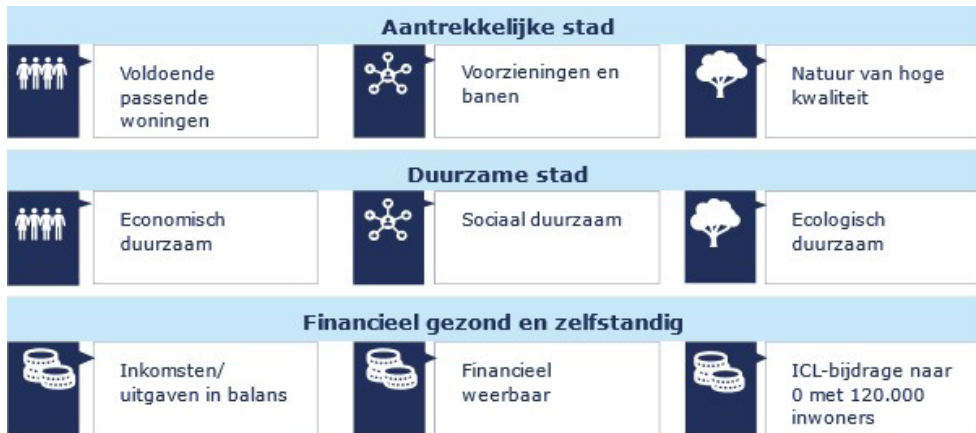 Aantrekkelijke stad
Voldoende
passende
woningen
Voorzieningen en
banen
Natuur van hoge
kwaliteit
Duurzame stad
Economisch
duurzaam
Sociaal duurzaam
Ecologisch
duurzaam
Financieel gezond en zelfstandig
Inkomsten/
uitgaven in balans
Financieel
weerbaar
ICL-bijdrage naar
0 met 120.000
inwoners